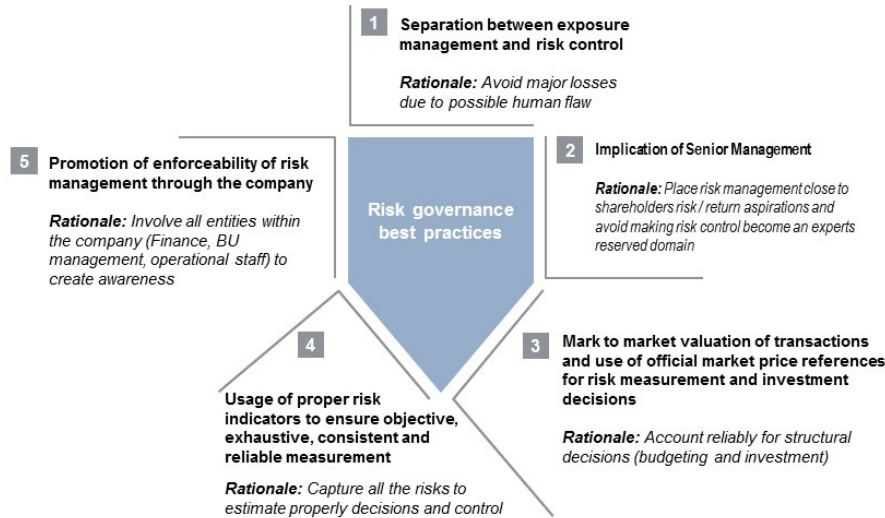 1
Separation between exposure
management and risk control
Rationale: Avoid major losses
due to possible human flaw
2
Implication of Senior Management
Rationale: Place risk management close to
shareholders risk / return aspirations and
avoid making risk control become an experts
reserved domain
3
Mark to market valuation of transactions
and use of official market price references
for risk measurement and investment
decisions
Rationale: Account reliably for structural
decisions (budgeting and investment)
4
Usage of proper risk
indicators to ensure objective,
exhaustive, consistent and
reliable measurement
Rationale: Capture all the risks to
estimate properly decisions and control
5
Promotion of enforceability of risk
management through the company
Rationale: Involve all entities within
the company (Finance, BU
management, operational staff) to
create awareness
Risk governance
best practices